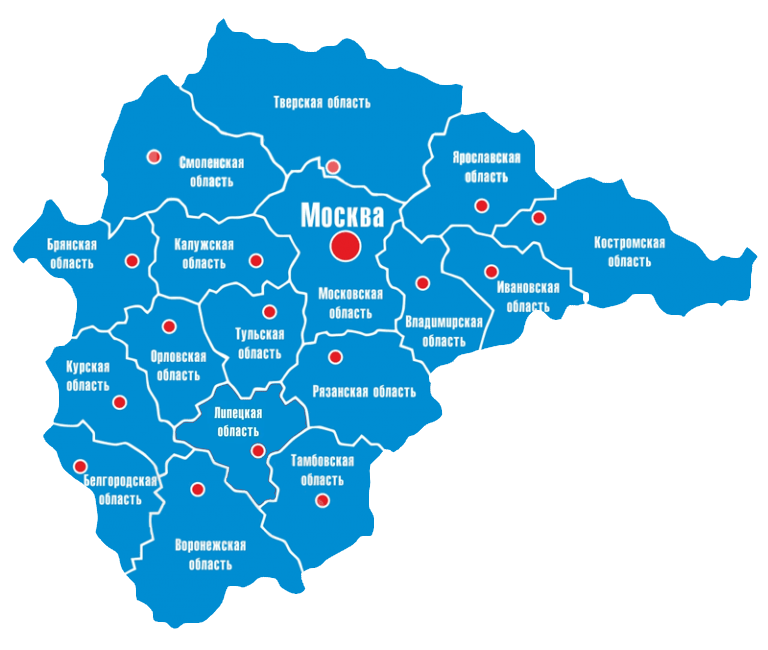 Тверская область
Смоленская
область
Ярославская
область
Москва
Брянская
область
Калужская
область
Костромская
область
Московская
область
Ивановская
область
Владимирская
область
Тульская
область
Орловская
область
Курская
область
Рязанская область
Липецкая
область
Тамбовская
область
Белгородская
область
Воронежская
область